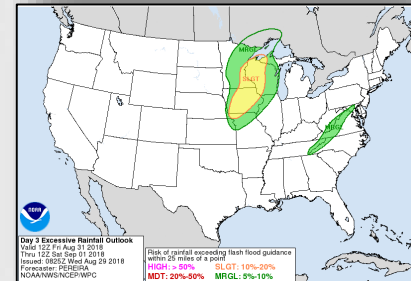 MRGL
SLGT
MRGL
NOAA
Day 3 Excessive Rainfall Outlook
Valid 12Z Fri Aug 31 2018
Thru 12Z Sat Sep 01 2018
Issued: 0825Z Wed Aug 29 2018
Forecaster: PEREIRA
NOAA/NWS/NCEP/WPC
Risk of rainfall exceeding flash flood guidance
within 25 miles of a point
HIGH: > 50% SLGT: 10%-20%
MDT: 20%-50% MRGL: 5%-10%